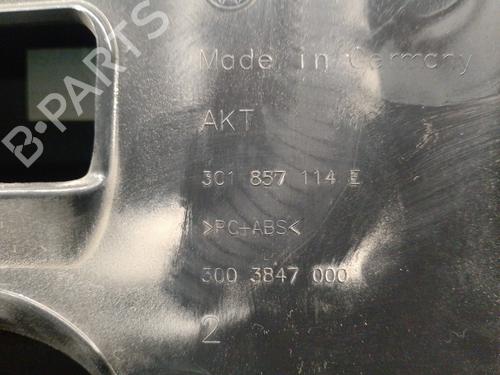 B-PARTS
Made in Germany
AKT
3C1 857 114 E
>PC-ABS<
300 3847 000
2